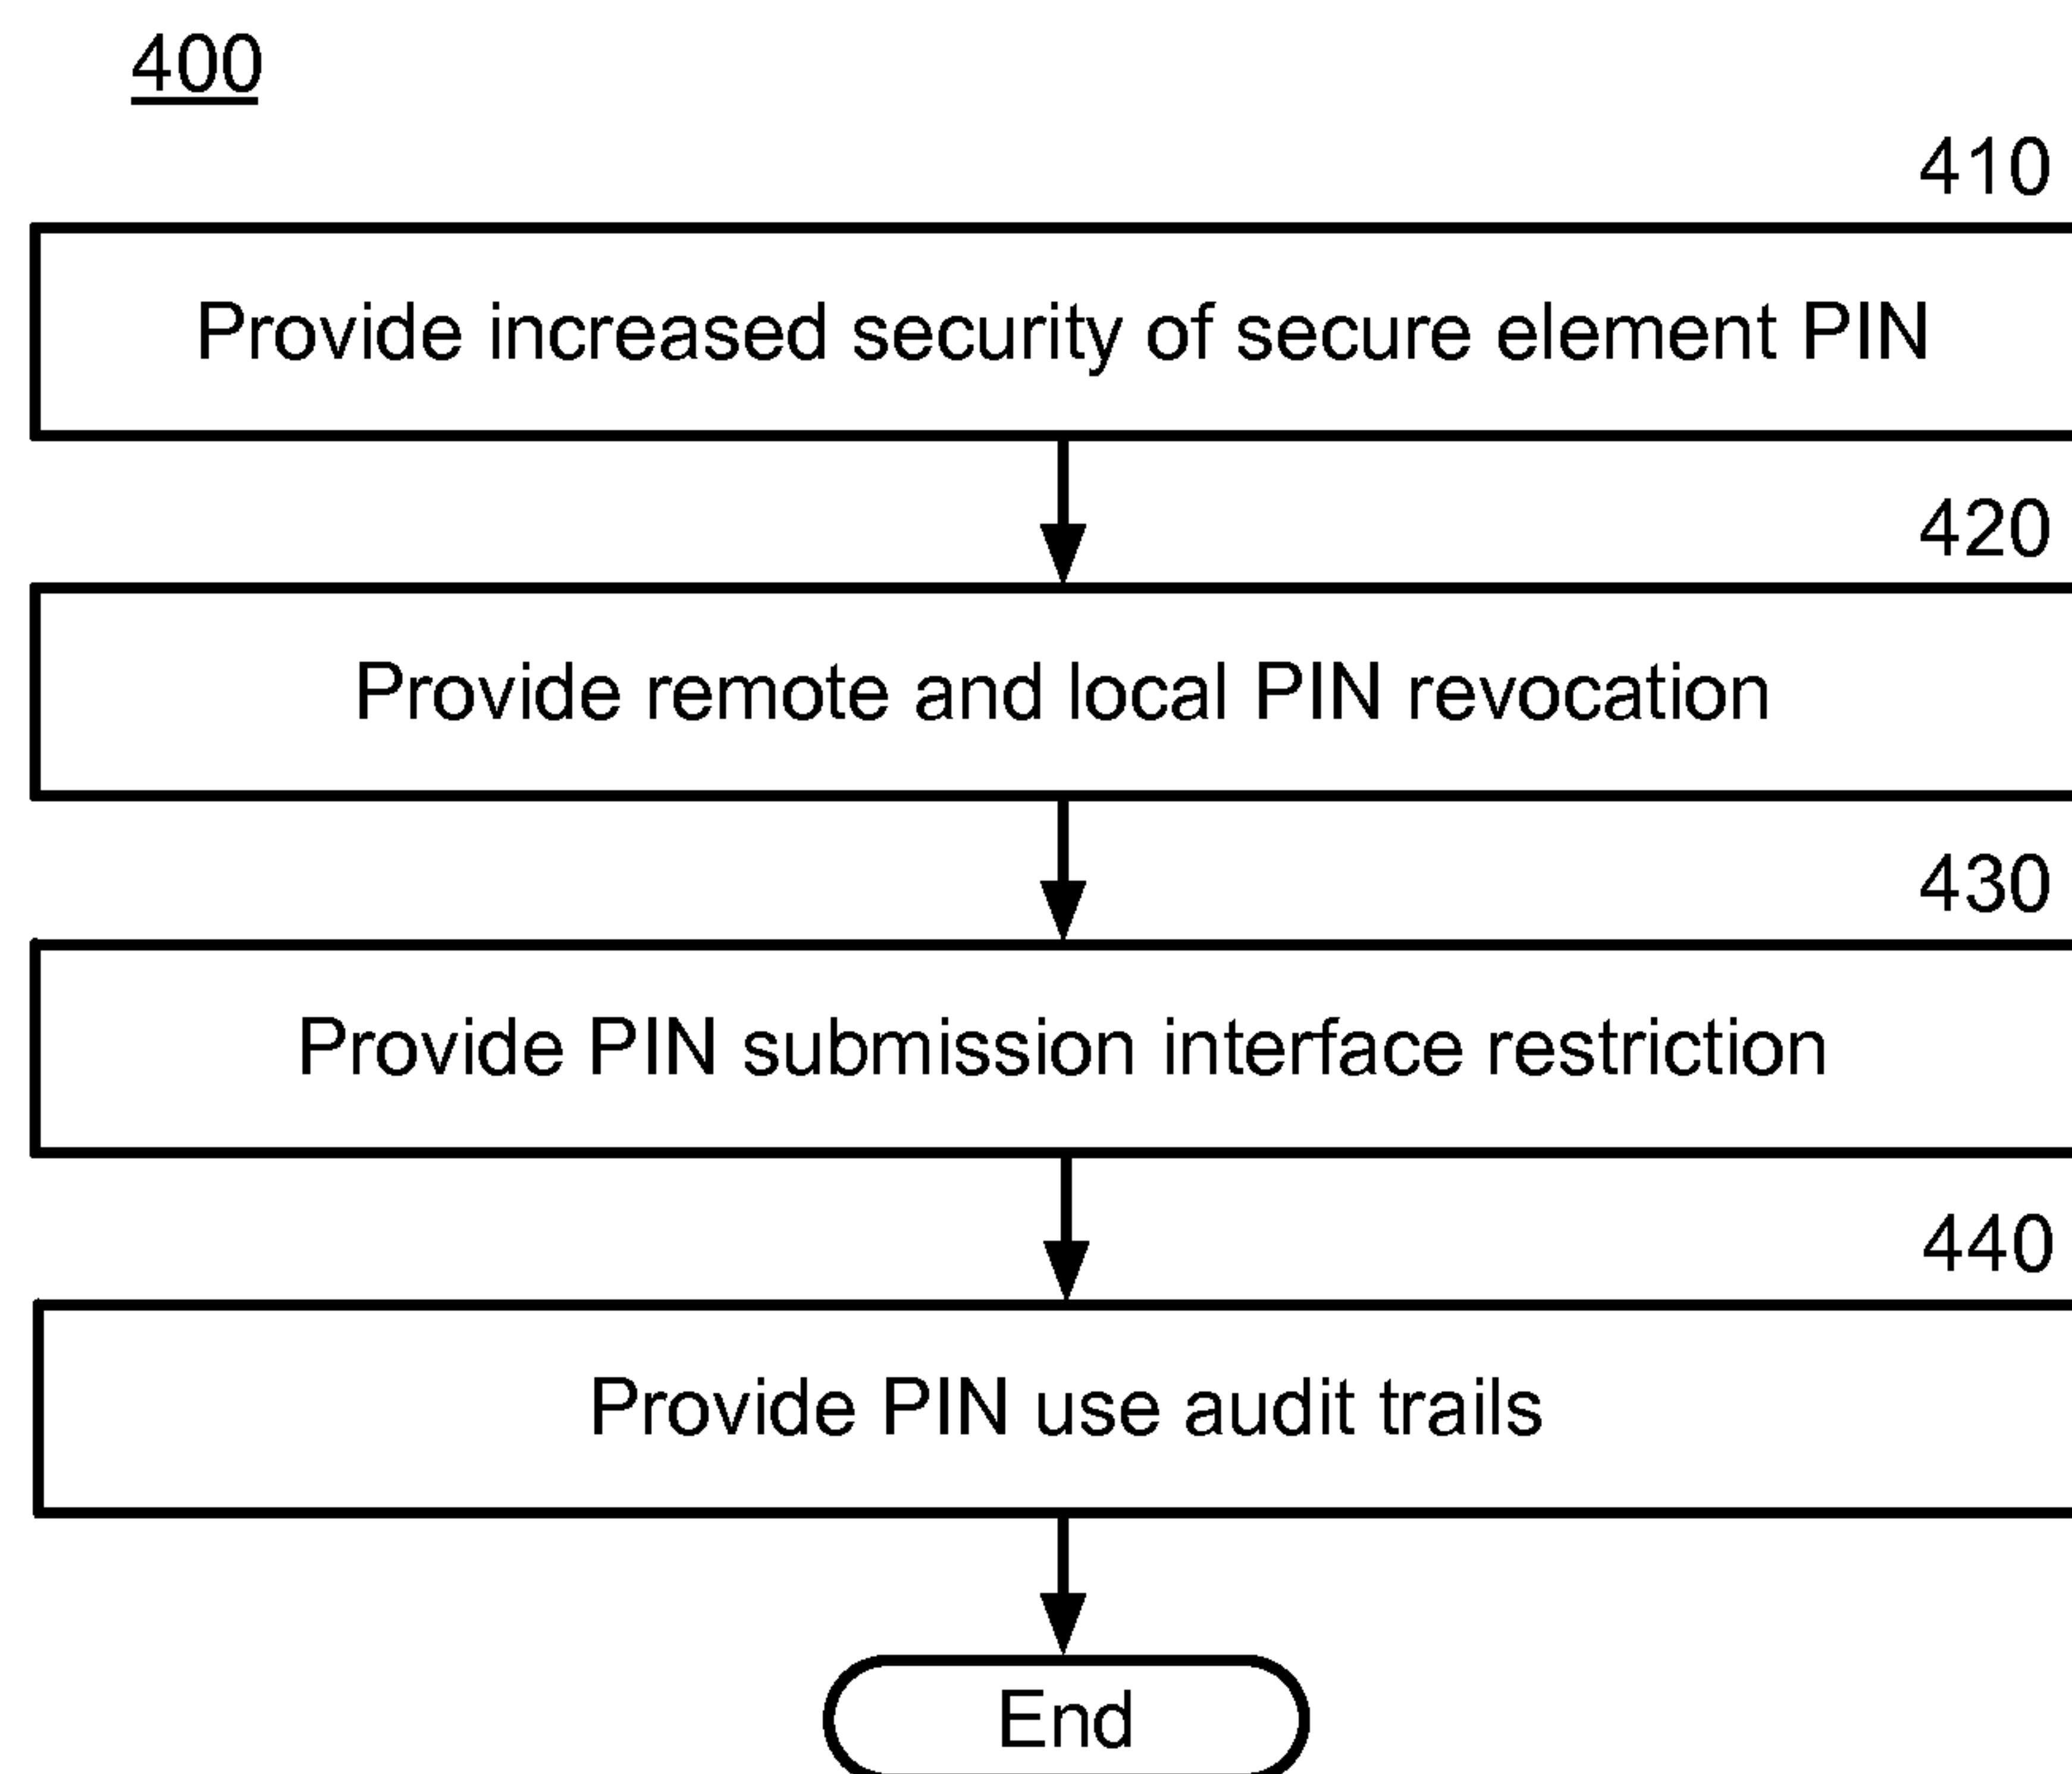 400
410
Provide increased security of secure element PIN
420
Provide remote and local PIN revocation
430
Provide PIN submission interface restriction
440
Provide PIN use audit trails
End